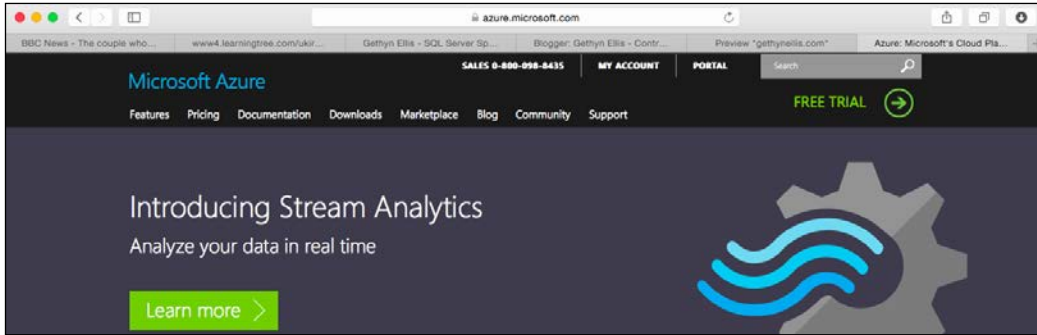 azure.microsoft.com
BBC News - The couple who... www4.learningtree.com/ukir... Gethyn Ellis - SQL Server Sp... Blogger: Gethyn Ellis - Contr... Preview "gethynellis.com" Azure: Microsoft's Cloud Pla...
SALES 0-800-098-8435 MY ACCOUNT PORTAL Search
Microsoft Azure
FREE TRIAL
Features Pricing Documentation Downloads Marketplace Blog Community Support
Introducing Stream Analytics
Analyze your data in real time
Learn more